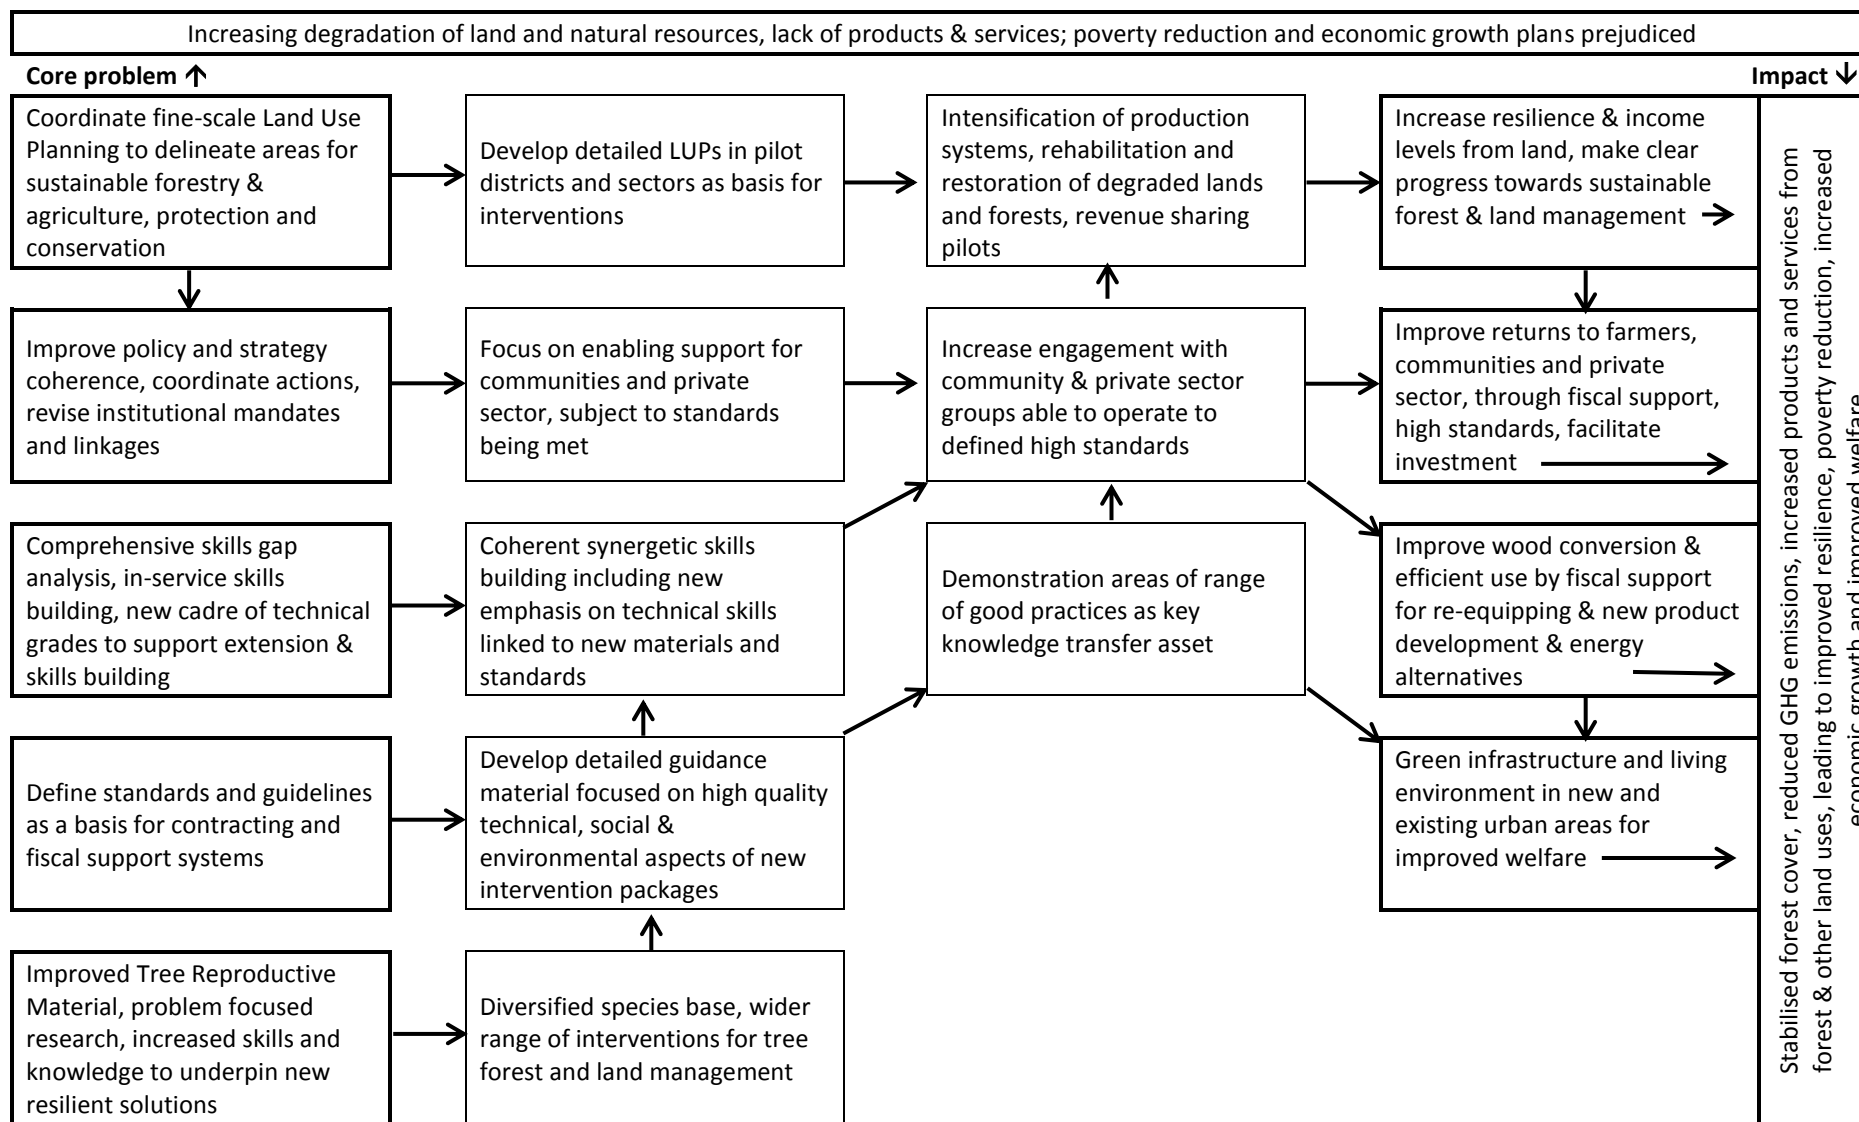 Increasing degradation of land and natural resources, lack of products & services; poverty reduction and economic growth plans prejudiced
Core problem ↑
Impact ↓
Coordinate fine-scale Land Use
Planning to delineate areas for
sustainable forestry &
agriculture, protection and
conservation
Develop detailed LUPs in pilot
districts and sectors as basis for
interventions
Intensification of production
systems, rehabilitation and
restoration of degraded lands
and forests, revenue sharing
pilots
Increase resilience & income
levels from land, make clear
progress towards sustainable
forest & land management
Improve policy and strategy
coherence, coordinate actions,
revise institutional mandates
and linkages
Focus on enabling support for
communities and private
sector, subject to standards
being met
Increase engagement with
community & private sector
groups able to operate to
defined high standards
Improve returns to farmers,
communities and private
sector, through fiscal support,
high standards, facilitate
investment
Comprehensive skills gap
analysis, in-service skills
building, new cadre of technical
grades to support extension &
skills building
Coherent synergetic skills
building including new
emphasis on technical skills
linked to new materials and
standards
Demonstration areas of range
of good practices as key
knowledge transfer asset
Improve wood conversion &
efficient use by fiscal support
for re-equipping & new product
development & energy
alternatives
Define standards and guidelines
as a basis for contracting and
fiscal support systems
Develop detailed guidance
material focused on high quality
technical, social &
environmental aspects of new
intervention packages
Green infrastructure and living
environment in new and
existing urban areas for
improved welfare
Improved Tree Reproductive
Material, problem focused
research, increased skills and
knowledge to underpin new
resilient solutions
Diversified species base, wider
range of interventions for tree
forest and land management
Stabilised forest cover, reduced GHG emissions, increased products and services from
forest & other land uses, leading to improved resilience, poverty reduction, increased
economic growth and improved welfare